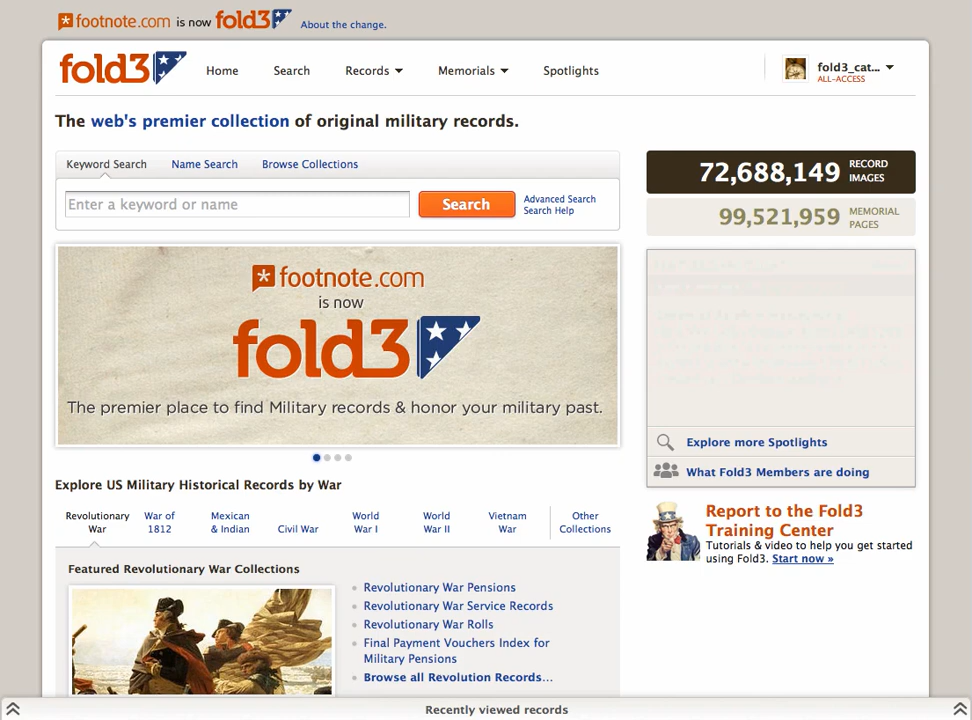 footnote.com is now fold3 About the change.
fold3 Home Search Records Memorials Spotlights fold3_cat...
ALL-ACCESS
The web's premier collection of original military records.
Keyword Search Name Search Browse Collections
Enter a keyword or name Search Advanced Search
Search Help
72,688,149 RECORD
IMAGES
99,521,959 MEMORIAL
PAGES
footnote.com
is now
fold3
The premier place to find Military records & honor your military past.
Explore more Spotlights
What Fold3 Members are doing
Report to the Fold3
Training Center
Tutorials & video to help you get started
using Fold3. Start now »
Explore US Military Historical Records by War
Revolutionary
War
War of
1812
Mexican
& Indian
Civil War
World
War I
World
War II
Vietnam
War
Other
Collections
Featured Revolutionary War Collections
Revolutionary War Pensions
Revolutionary War Service Records
Revolutionary War Rolls
Final Payment Vouchers Index for
Military Pensions
Browse all Revolution Records...
Recently viewed records